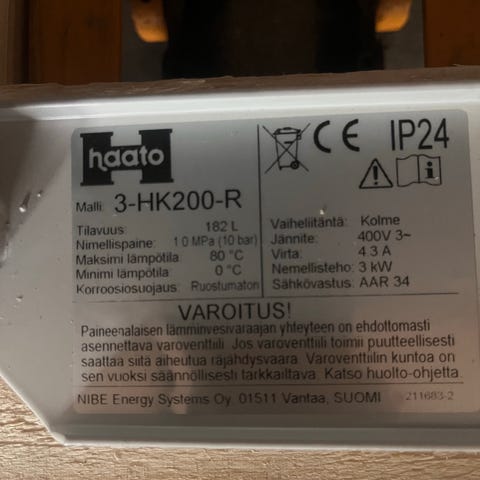 haato
CE IP24
Malli: 3-HK200-R
Tilavuus: 182 L
Nimellispaine: 1.0 MPa (10 bar)
Maksimi lämpötila 80 °C
Minimi lämpötila 0 °C
Korroosiosuojaus: Ruostumaton
Vaiheliitäntä: Kolme
Jännite: 400V 3~
Virta: 4.3 A
Nemellisteho: 3 kW
Sähkövastus: AAR 34
VAROITUS!
Paineenalaisen lämminvesivaraajan yhteyteen on ehdottomasti
asennettava varoventtiili. Jos varoventtiili toimii puutteellisesti
saattaa siitä aiheutua räjähdysvaara. Varoventtiilin kuntoa on
sen vuoksi säännöllisesti tarkkailtava. Katso huolto-ohjetta.
NIBE Energy Systems Oy. 01511 Vantaa, SUOMI 211683-2